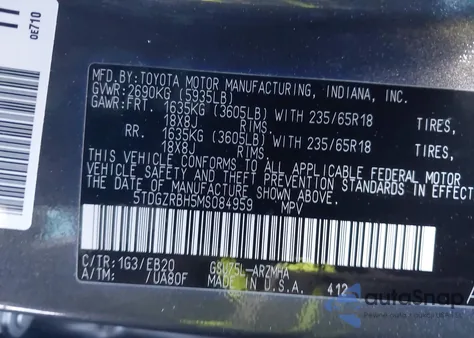 0E710
MFD.BY:TOYOTA MOTOR MANUFACTURING, INDIANA, INC.
GVWR:2690KG (5935LB)
GAWR:FRT. 1635KG (3605LB) WITH 235/65R18 TIRES,
18X8J RIMS.
RR. 1635KG (3605LB) WITH 235/65R18 TIRES,
18X8J RIMS.
THIS VEHICLE CONFORMS TO ALL APPLICABLE FEDERAL MOTOR
VEHICLE SAFETY AND THEFT PREVENTION STANDARDS IN EFFECT
ON THE DATE OF MANUFACTURE SHOWN ABOVE.
5TDGZRBH5MS084959 MPV
C/TR:1G3/EB20 GSU75L-ARZMHA
A/TM: /UA80F MADE IN U.S.A. 412
autoSnap